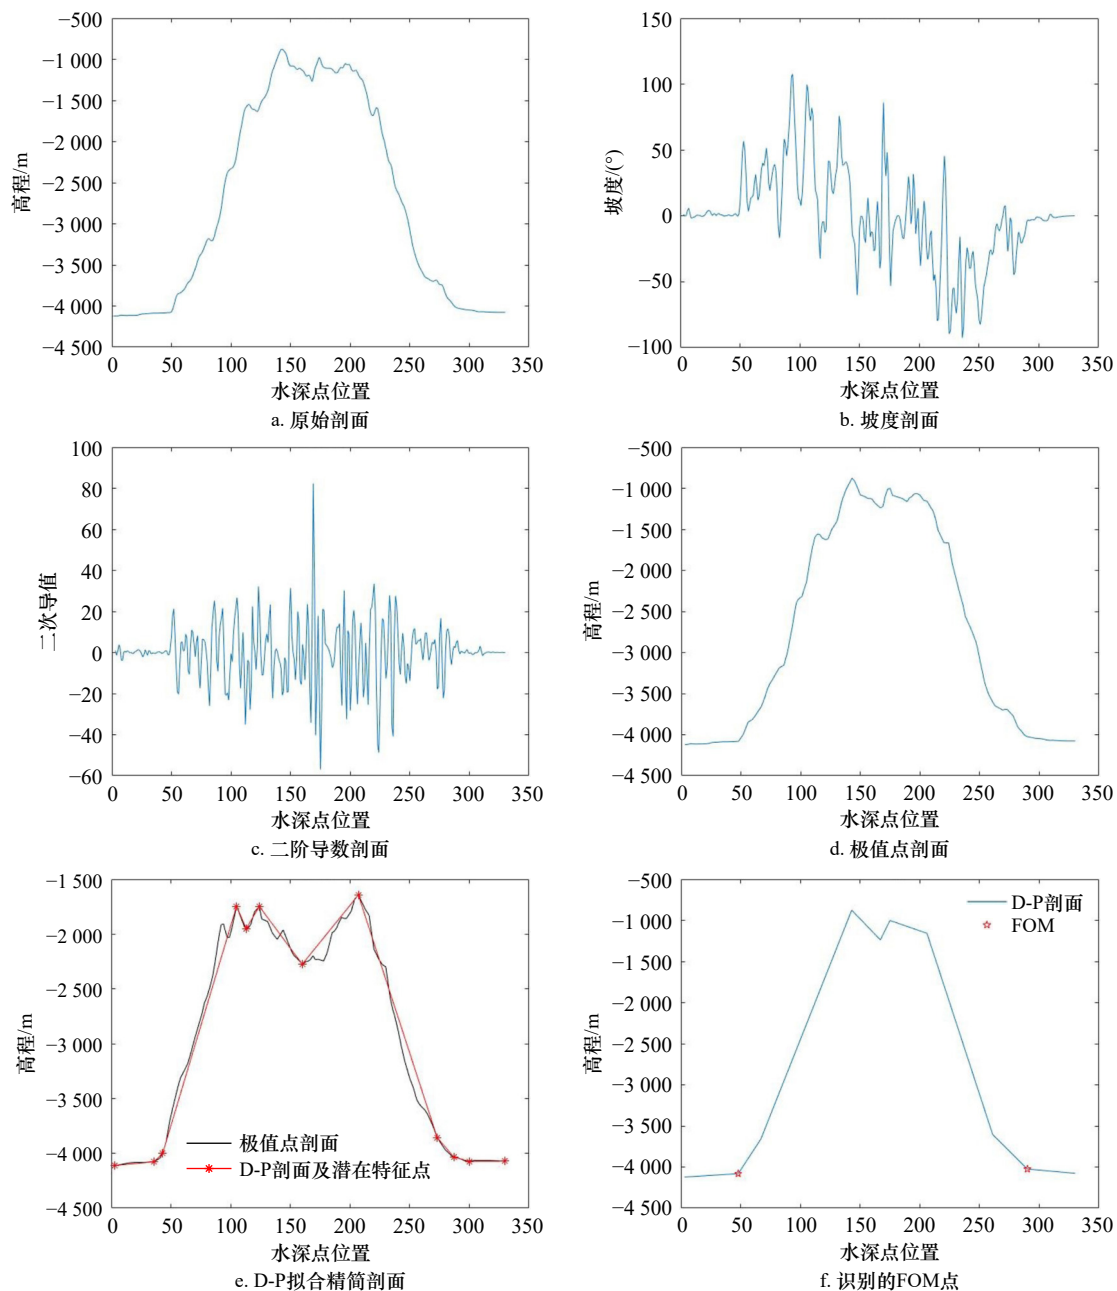 −500
−1 000
−1 500
−2 000
−2 500
−3 000
−3 500
−4 000
−4 500
高程/m
0 50 100 150 200 250 300 350
水深点位置
a. 原始剖面
150
100
50
0
−50
−100
坡度/(°)
0 50 100 150 200 250 300 350
水深点位置
b. 坡度剖面
100
80
60
40
20
0
−20
−40
−60
二次导值
0 50 100 150 200 250 300 350
水深点位置
c. 二阶导数剖面
−500
−1 000
−1 500
−2 000
−2 500
−3 000
−3 500
−4 000
−4 500
高程/m
0 50 100 150 200 250 300 350
水深点位置
d. 极值点剖面
−1 500
−2 000
−2 500
−3 000
−3 500
−4 000
−4 500
高程/m
极值点剖面
D-P剖面及潜在特征点
0 50 100 150 200 250 300 350
水深点位置
e. D-P拟合精简剖面
−500
−1 000
−1 500
−2 000
−2 500
−3 000
−3 500
−4 000
−4 500
高程/m
D-P剖面
FOM
0 50 100 150 200 250 300 350
水深点位置
f. 识别的FOM点